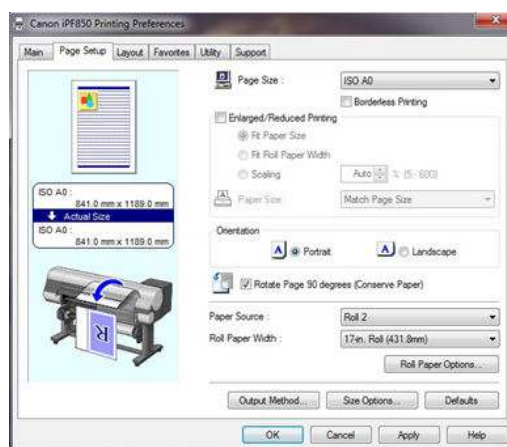 Canon iPF850 Printing Preferences
Main Page Setup Layout Favorites Utility Support
Page Size : ISO A0
Borderless Printing
Enlarged/Reduced Printing
Fit Paper Size
Fit Roll Paper Width
Scaling Auto % (5 - 600)
Paper Size Match Page Size
ISO A0 :
841.0 mm x 1189.0 mm
Actual Size
ISO A0 :
841.0 mm x 1189.0 mm
Orientation
A Portrait A Landscape
Rotate Page 90 degrees (Conserve Paper)
R
Paper Source : Roll 2
Roll Paper Width : 17-in. Roll (431.8mm)
Roll Paper Options...
Output Method... Size Options... Defaults
OK Cancel Apply Help